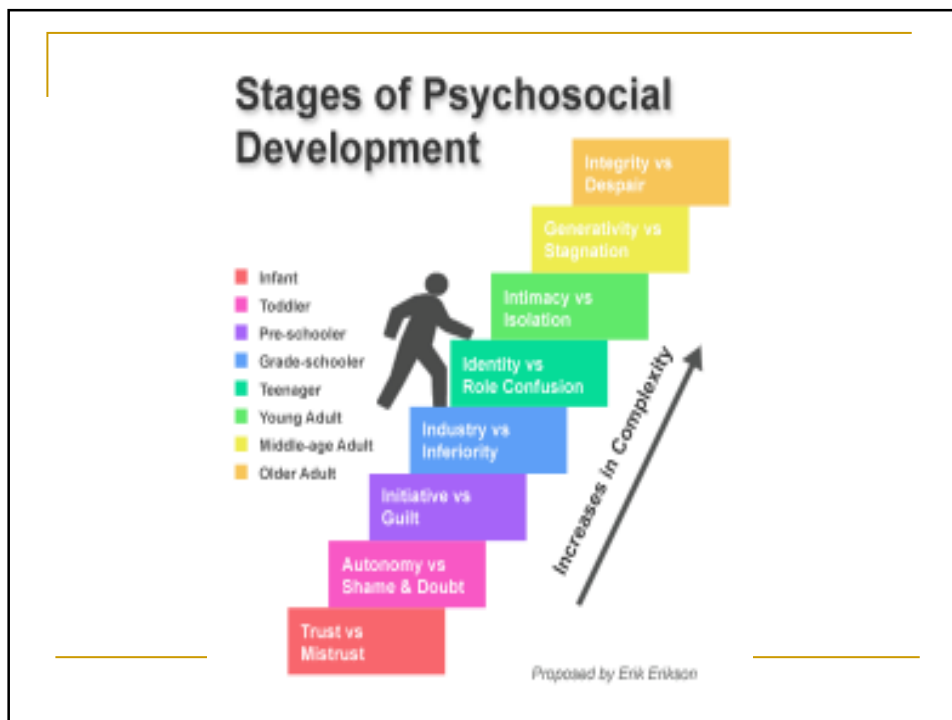 Stages of Psychosocial
Development
Integrity vs
Despair
Generativity vs
Stagnation
Intimacy vs
Isolation
Identity vs
Role Confusion
Industry vs
Inferiority
Initiative vs
Guilt
Autonomy vs
Shame & Doubt
Trust vs
Mistrust
Infant
Toddler
Pre-schooler
Grade-schooler
Teenager
Young Adult
Middle-age Adult
Older Adult
Increases in Complexity
Proposed by Erik Erikson